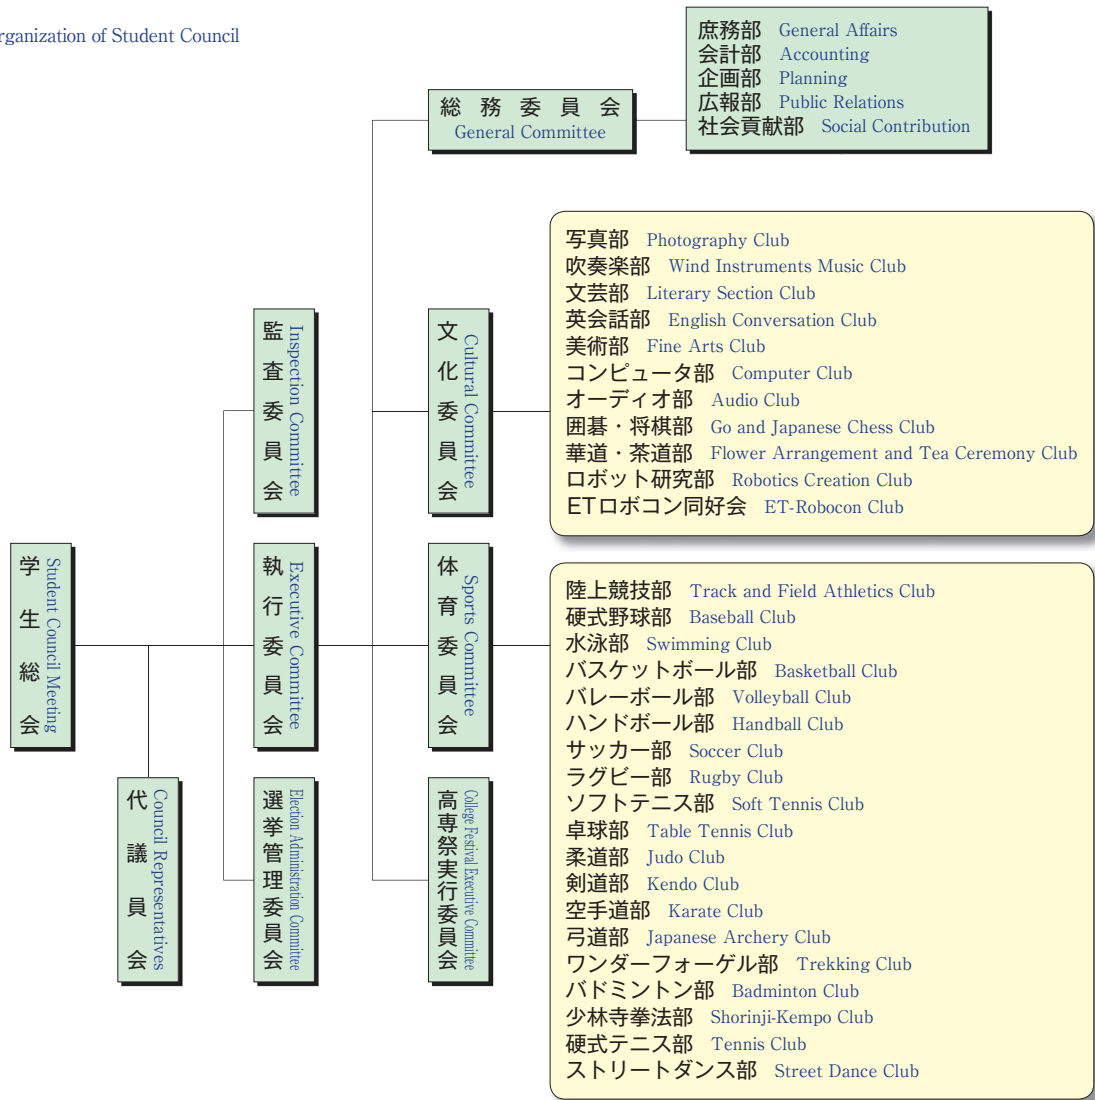 rganization of Student Council
庶務部 General Affairs
会計部 Accounting
企画部 Planning
広報部 Public Relations
社会貢献部 Social Contribution
総務委員会
General Committee
写真部 Photography Club
吹奏楽部 Wind Instruments Music Club
文芸部 Literary Section Club
英会話部 English Conversation Club
美術部 Fine Arts Club
コンピュータ部 Computer Club
オーディオ部 Audio Club
囲碁・将棋部 Go and Japanese Chess Club
華道・茶道部 Flower Arrangement and Tea Ceremony Club
ロボット研究部 Robotics Creation Club
ETロボコン同好会 ET-Robocon Club
監査委員会
Inspection Committee
文化委員会
Cultural Committee
学生総会
Student Council Meeting
執行委員会
Executive Committee
体育委員会
Sports Committee
陸上競技部 Track and Field Athletics Club
硬式野球部 Baseball Club
水泳部 Swimming Club
バスケットボール部 Basketball Club
バレーボール部 Volleyball Club
ハンドボール部 Handball Club
サッカー部 Soccer Club
ラグビー部 Rugby Club
ソフトテニス部 Soft Tennis Club
卓球部 Table Tennis Club
柔道部 Judo Club
剣道部 Kendo Club
空手道部 Karate Club
弓道部 Japanese Archery Club
ワンダーフォーゲル部 Trekking Club
バドミントン部 Badminton Club
少林寺拳法部 Shorinji-Kempo Club
硬式テニス部 Tennis Club
ストリートダンス部 Street Dance Club
代議員会
Council Representatives
選挙管理委員会
Election Administration Committee
高専祭実行委員会
College Festival Executive Committee